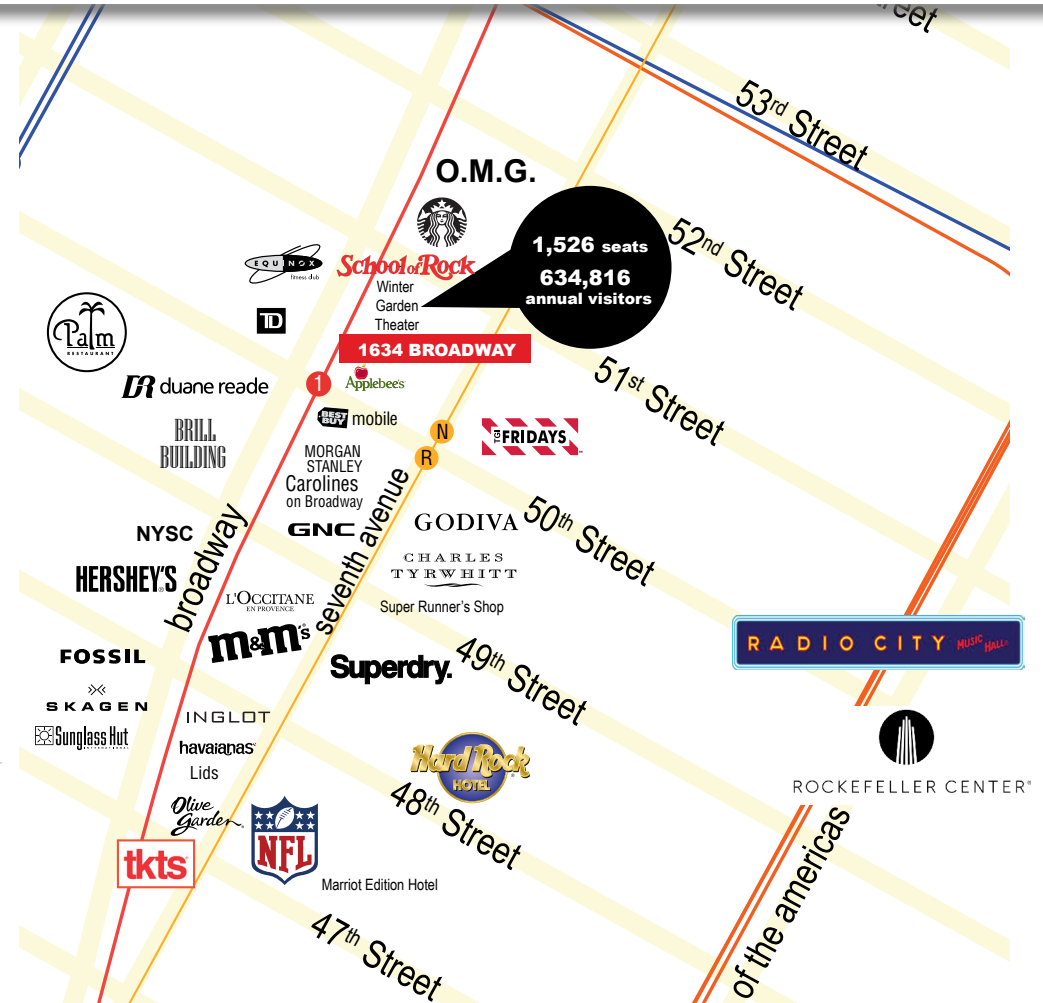 reet
53rd Street
O.M.G.
52nd Street
1,526 seats
634,816
annual visitors
EQUINOX
fitness club
School of Rock
Winter
Garden
Theater
TD
Palm
RESTAURANT
1634 BROADWAY
51st Street
DR duane reade
1
Applebee's
BEST BUY mobile
BRILL
BUILDING
N
R
TGI FRIDAYS
MORGAN
STANLEY
Carolines
on Broadway
50th Street
NYSC
GNC
GODIVA
seventh avenue
broadway
CHARLES
TYRWHITT
HERSHEY'S
L'OCCITANE
EN PROVENCE
Super Runner's Shop
m&m's
RADIO CITY MUSIC HALL
FOSSIL
Superdry.
49th Street
SKAGEN
INGLOT
Sunglass Hut
havaianas
Lids
Hard Rock
HOTEL
ROCKEFELLER CENTER®
48th Street
Olive
Garden
NFL
tkts
Marriot Edition Hotel
of the americas
47th Street